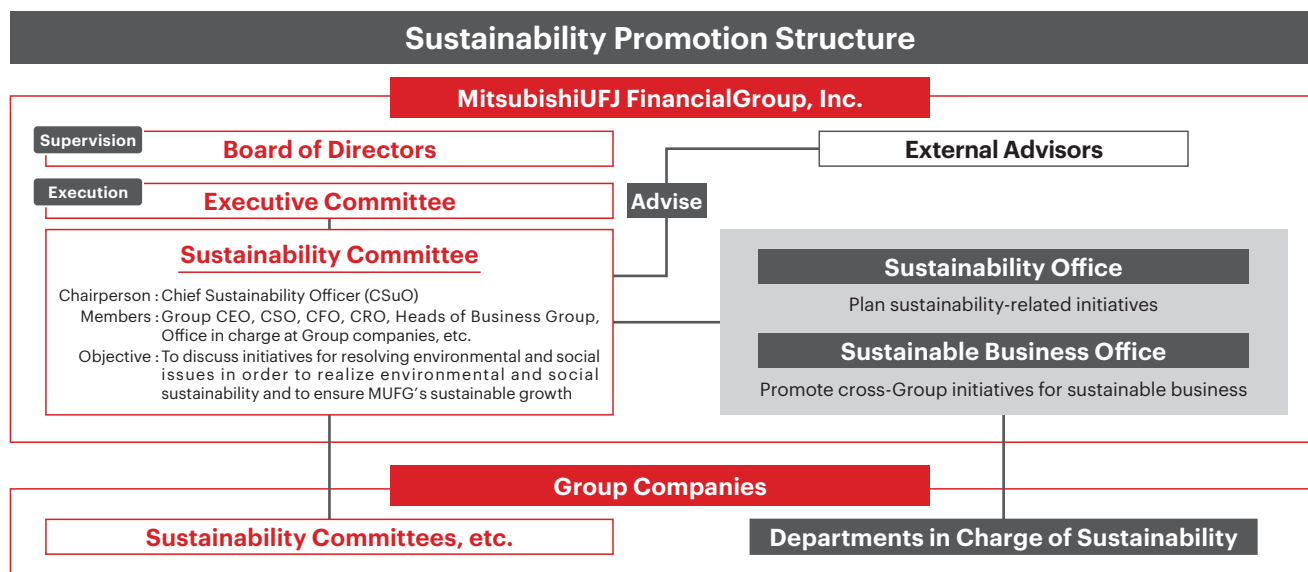 Sustainability Promotion Structure
MitsubishiUFJ FinancialGroup, Inc.
Supervision
Board of Directors
External Advisors
Execution
Executive Committee
Advise
Sustainability Committee
Chairperson : Chief Sustainability Officer (CSuO)
Members : Group CEO, CSO, CFO, CRO, Heads of Business Group,
Office in charge at Group companies, etc.
Objective : To discuss initiatives for resolving environmental and social
issues in order to realize environmental and social
sustainability and to ensure MUFG's sustainable growth
Sustainability Office
Plan sustainability-related initiatives
Sustainable Business Office
Promote cross-Group initiatives for sustainable business
Group Companies
Sustainability Committees, etc.
Departments in Charge of Sustainability